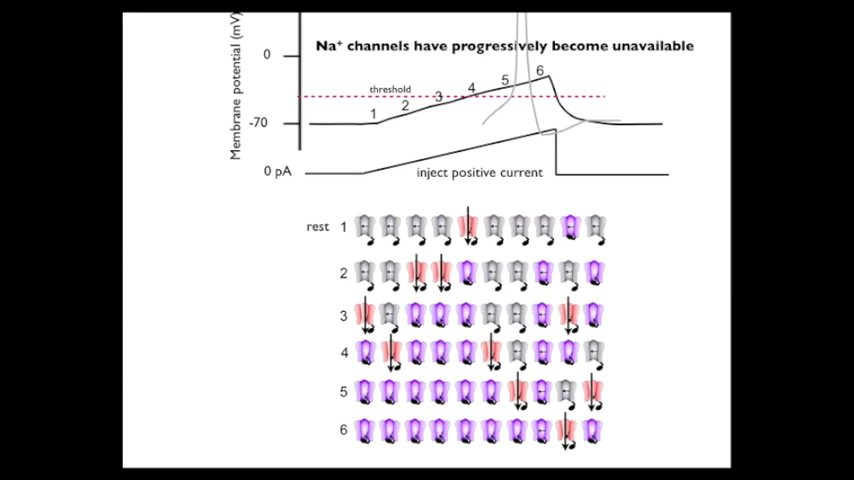 Membrane potential (mV)
0
Na⁺ channels have progressively become unavailable
threshold
1 2 3 4 5 6
-70
0 pA
inject positive current
rest 1
2
3
4
5
6